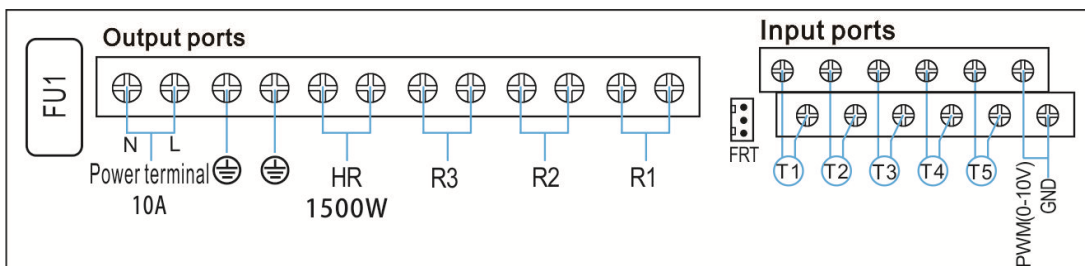 Output ports
Input ports
FU1
N L
Power terminal
10A
HR
1500W
R3
R2
R1
FRT
T1
T2
T3
T4
T5
PWM(0-10V)
GND